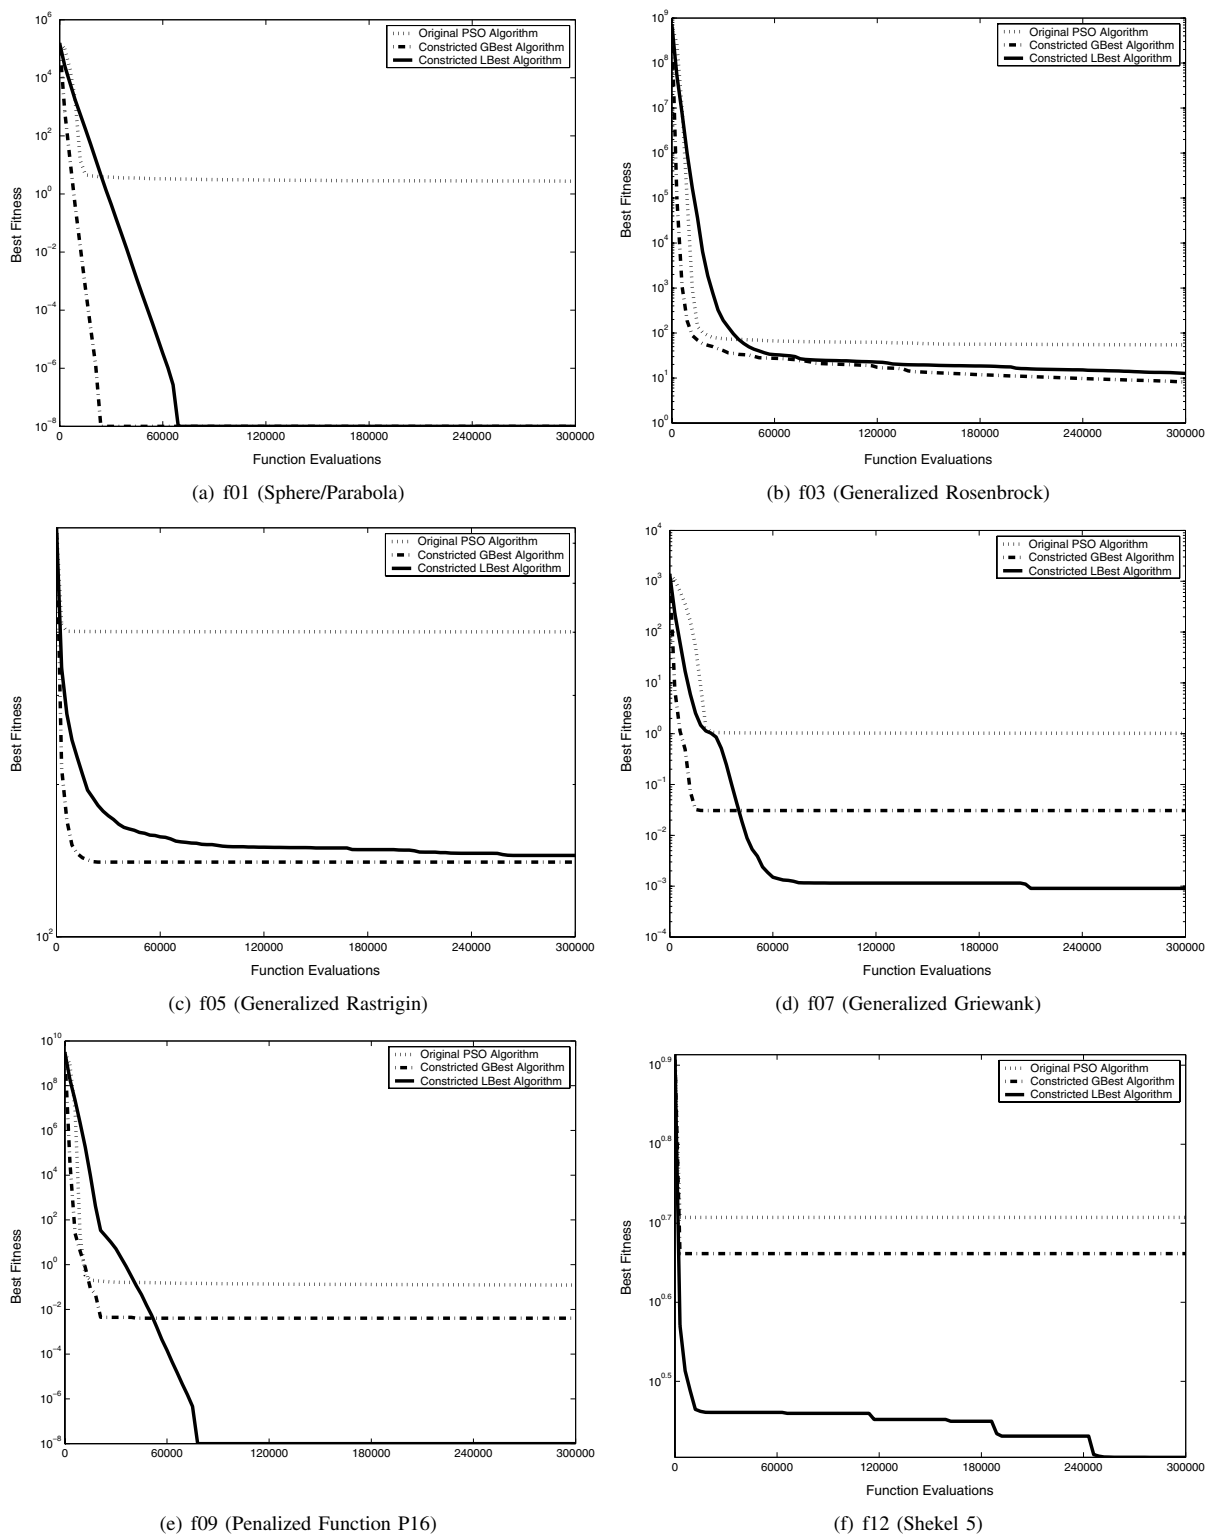 10^6
10^4
10^2
10^0
10^−2
10^−4
10^−6
10^−8
Best Fitness
Original PSO Algorithm
Constricted GBest Algorithm
Constricted LBest Algorithm
0 60000 120000 180000 240000 300000
Function Evaluations
(a) f01 (Sphere/Parabola)
10^9
10^8
10^7
10^6
10^5
10^4
10^3
10^2
10^1
10^0
Best Fitness
Original PSO Algorithm
Constricted GBest Algorithm
Constricted LBest Algorithm
0 60000 120000 180000 240000 300000
Function Evaluations
(b) f03 (Generalized Rosenbrock)
10^2
Best Fitness
Original PSO Algorithm
Constricted GBest Algorithm
Constricted LBest Algorithm
0 60000 120000 180000 240000 300000
Function Evaluations
(c) f05 (Generalized Rastrigin)
10^4
10^3
10^2
10^1
10^0
10^−1
10^−2
10^−3
10^−4
Best Fitness
Original PSO Algorithm
Constricted GBest Algorithm
Constricted LBest Algorithm
0 60000 120000 180000 240000 300000
Function Evaluations
(d) f07 (Generalized Griewank)
10^10
10^8
10^6
10^4
10^2
10^0
10^−2
10^−4
10^−6
10^−8
Best Fitness
Original PSO Algorithm
Constricted GBest Algorithm
Constricted LBest Algorithm
0 60000 120000 180000 240000 300000
(e) f09 (Penalized Function P16)
10^0.9
10^0.8
10^0.7
10^0.6
10^0.5
Best Fitness
Original PSO Algorithm
Constricted GBest Algorithm
Constricted LBest Algorithm
0 60000 120000 180000 240000 300000
Function Evaluations
(f) f12 (Shekel 5)